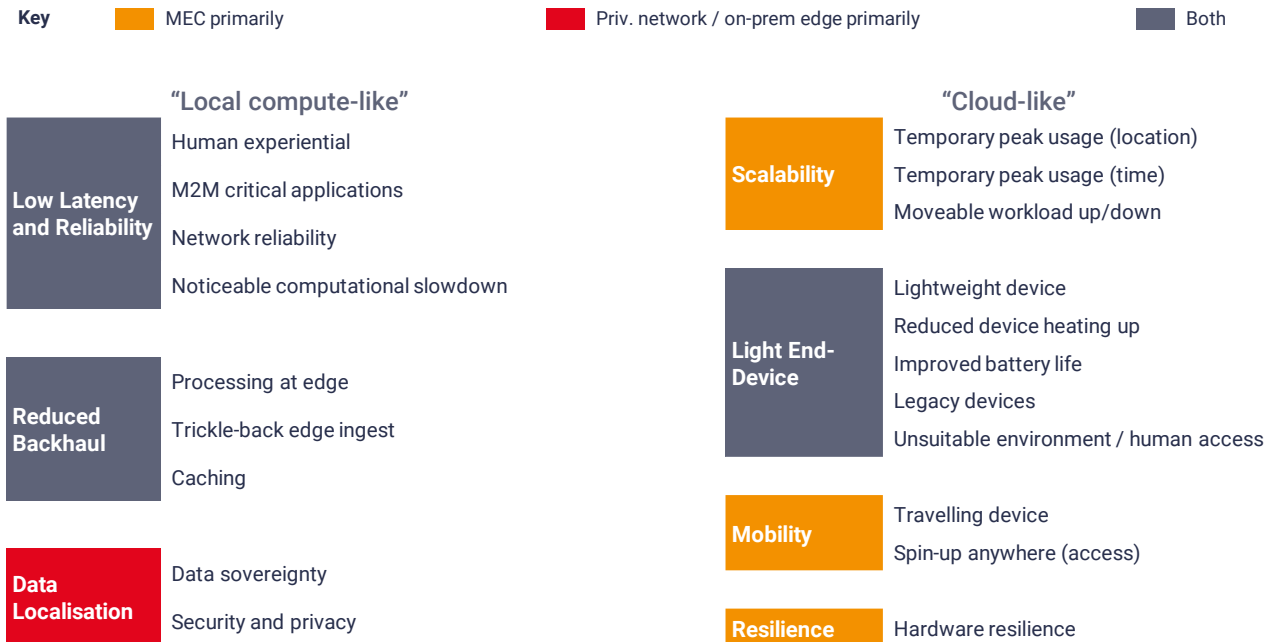 Key
MEC primarily
Priv. network / on-prem edge primarily
Both
“Local compute-like”
Low Latency
and Reliability
Human experiential
M2M critical applications
Network reliability
Noticeable computational slowdown
Reduced
Backhaul
Processing at edge
Trickle-back edge ingest
Caching
Data
Localisation
Data sovereignty
Security and privacy
“Cloud-like”
Scalability
Temporary peak usage (location)
Temporary peak usage (time)
Moveable workload up/down
Light End-
Device
Lightweight device
Reduced device heating up
Improved battery life
Legacy devices
Unsuitable environment / human access
Mobility
Travelling device
Spin-up anywhere (access)
Resilience
Hardware resilience